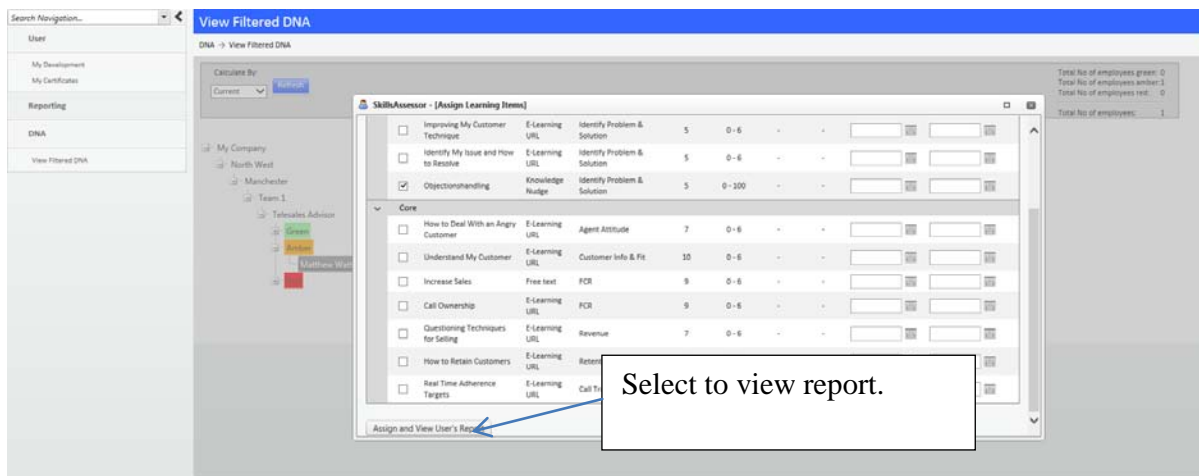 Search Navigation...
View Filtered DNA
User
DNA → View Filtered DNA
My Development
My Certificates
Reporting
DNA
View Filtered DNA
Calculate By:
Current
Refresh
Total No of employees green: 0
Total No of employees amber: 1
Total No of employees red: 0
Total No of employees: 1
My Company
North West
Manchester
Team 1
Telesales Advisor
Green
Amber
Matthew
SkillsAssessor - [Assign Learning Items]
Improving My Customer Technique E-Learning URL Identify Problem & Solution 5 0 - 6 - -
Identify My Issue and How to Resolve E-Learning URL Identify Problem & Solution 5 0 - 6 - -
Objectionshandling Knowledge Nudge Identify Problem & Solution 5 0 - 100 - -
Core
How to Deal With an Angry Customer E-Learning URL Agent Attitude 7 0 - 6 - -
Understand My Customer E-Learning URL Customer Info & Fit 10 0 - 6 - -
Increase Sales Free text FCR 9 0 - 6 - -
Call Ownership E-Learning URL FCR 9 0 - 6 - -
Questioning Techniques for Selling E-Learning URL Revenue 7 0 - 6 - -
How to Retain Customers E-Learning URL
Real Time Adherence Targets E-Learning URL Call
Assign and View User's Report
Select to view report.